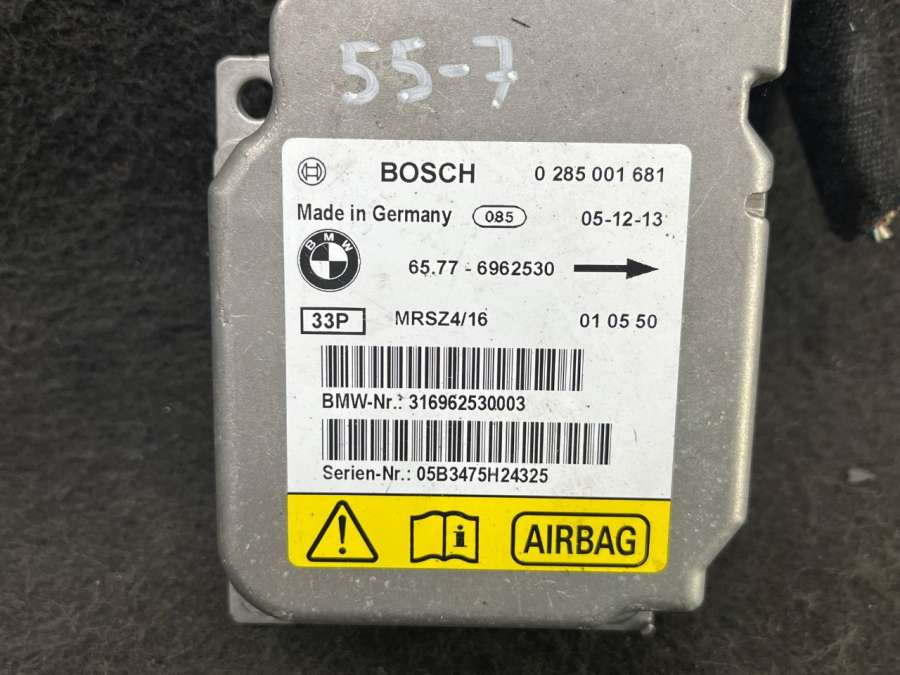 55-7
BOSCH 0 285 001 681
Made in Germany 085 05-12-13
BMW
65.77 - 6962530
33P MRSZ4/16 01 05 50
BMW-Nr.: 316962530003
Serien-Nr.: 05B3475H24325
AIRBAG